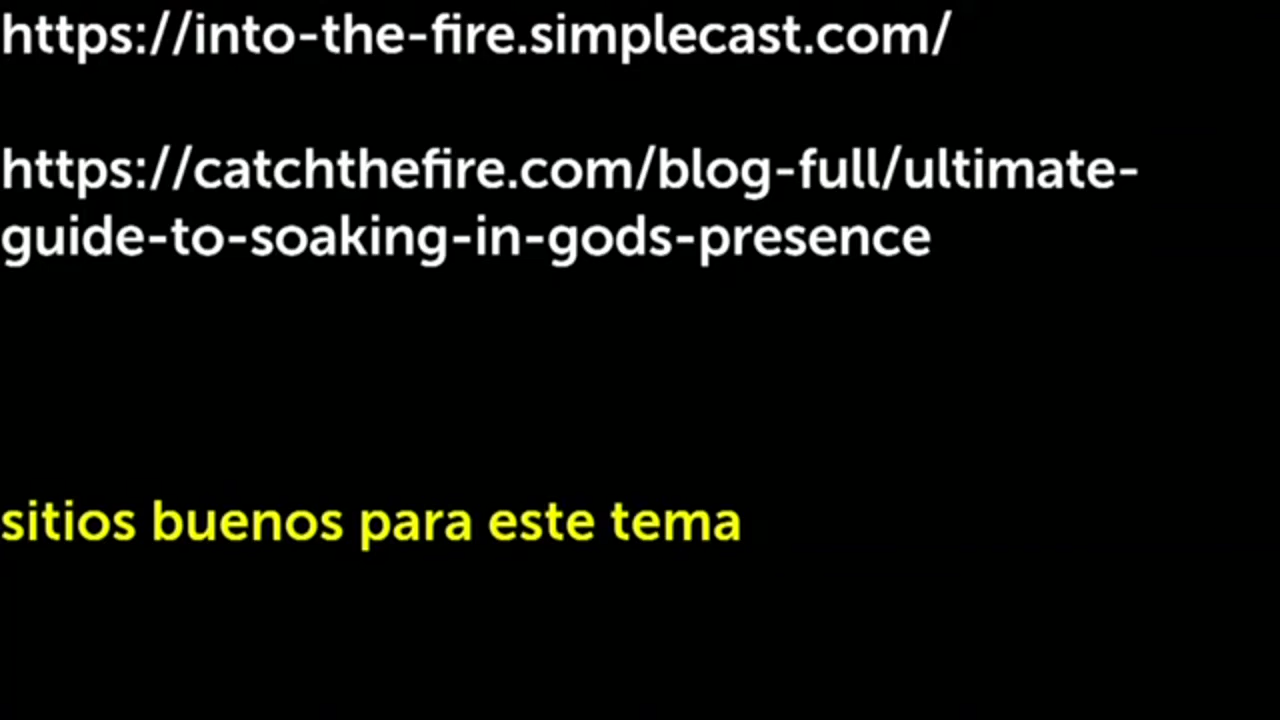 https://into-the-fire.simplecast.com/
https://catchthefire.com/blog-full/ultimate-
guide-to-soaking-in-gods-presence
sitios buenos para este tema